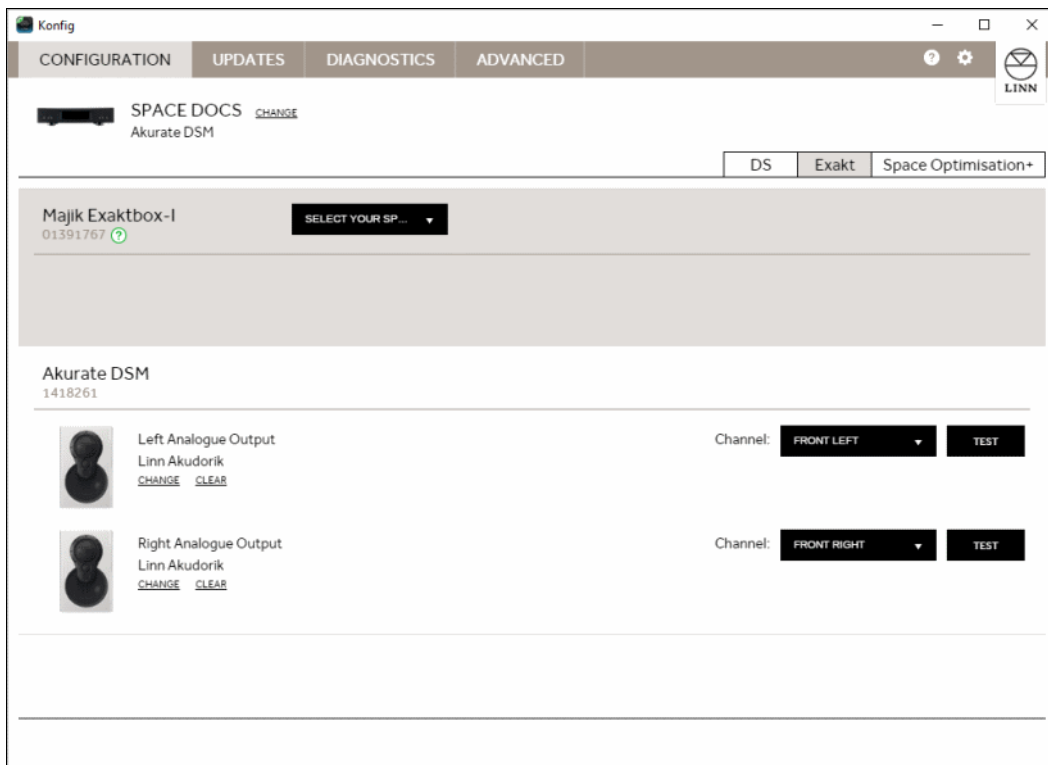 Konfig
CONFIGURATION UPDATES DIAGNOSTICS ADVANCED
LINN
SPACE DOCS CHANGE
Akurate DSM
DS Exakt Space Optimisation+
Majik Exaktbox-I SELECT YOUR SP...
01391767 ?
Akurate DSM
1418261
Left Analogue Output Channel: FRONT LEFT TEST
Linn Akudorik
CHANGE CLEAR
Right Analogue Output Channel: FRONT RIGHT TEST
Linn Akudorik
CHANGE CLEAR